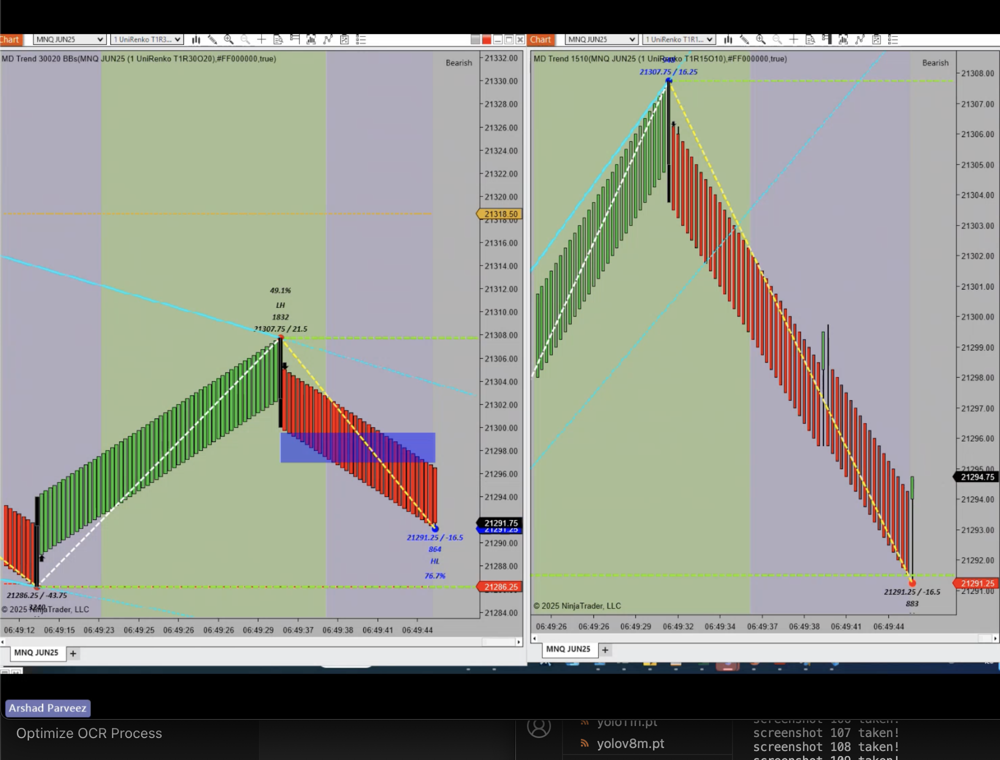 Chart MNQ JUN25 1 UniRenko T1R3...
MD Trend 30020 BBs(MNQ JUN25 (1 UniRenko T1R30O20),#FF000000,true)
Bearish
21332.00
21330.00
21328.00
21326.00
21324.00
21322.00
21320.00
21318.50
21316.00
21314.00
21312.00
21310.00
21308.00
21306.00
21304.00
21302.00
21300.00
21298.00
21296.00
21294.00
21291.75
21291.25
21290.00
21288.00
21286.25
21284.00
49.1%
LH
1832
21307.75 / 21.5
21291.25 / -16.5
864
HL
76.7%
21286.25 / -43.75
© 2025 NinjaTrader, LLC
06:49:12 06:49:15 06:49:23 06:49:25 06:49:26 06:49:29 06:49:37 06:49:38 06:49:41 06:49:44
MNQ JUN25 +
Chart MNQ JUN25 1 UniRenko T1R1...
MD Trend 1510(MNQ JUN25 (1 UniRenko T1R15O10),#FF000000,true)
Bearish
21307.75 / 16.25
21308.00
21307.00
21306.00
21305.00
21304.00
21303.00
21302.00
21301.00
21300.00
21299.00
21298.00
21297.00
21296.00
21295.00
21294.75
21294.00
21293.00
21292.00
21291.25
21291.00
21291.25 / -16.5
883
© 2025 NinjaTrader, LLC
06:49:26 06:49:26 06:49:29 06:49:32 06:49:35 06:49:38 06:49:41 06:49:44
MNQ JUN25 +
Arshad Parveez
Optimize OCR Process
yolo11n.pt
yolov8m.pt
screenshot 106 taken!
screenshot 107 taken!
screenshot 108 taken!
screenshot 109 taken!